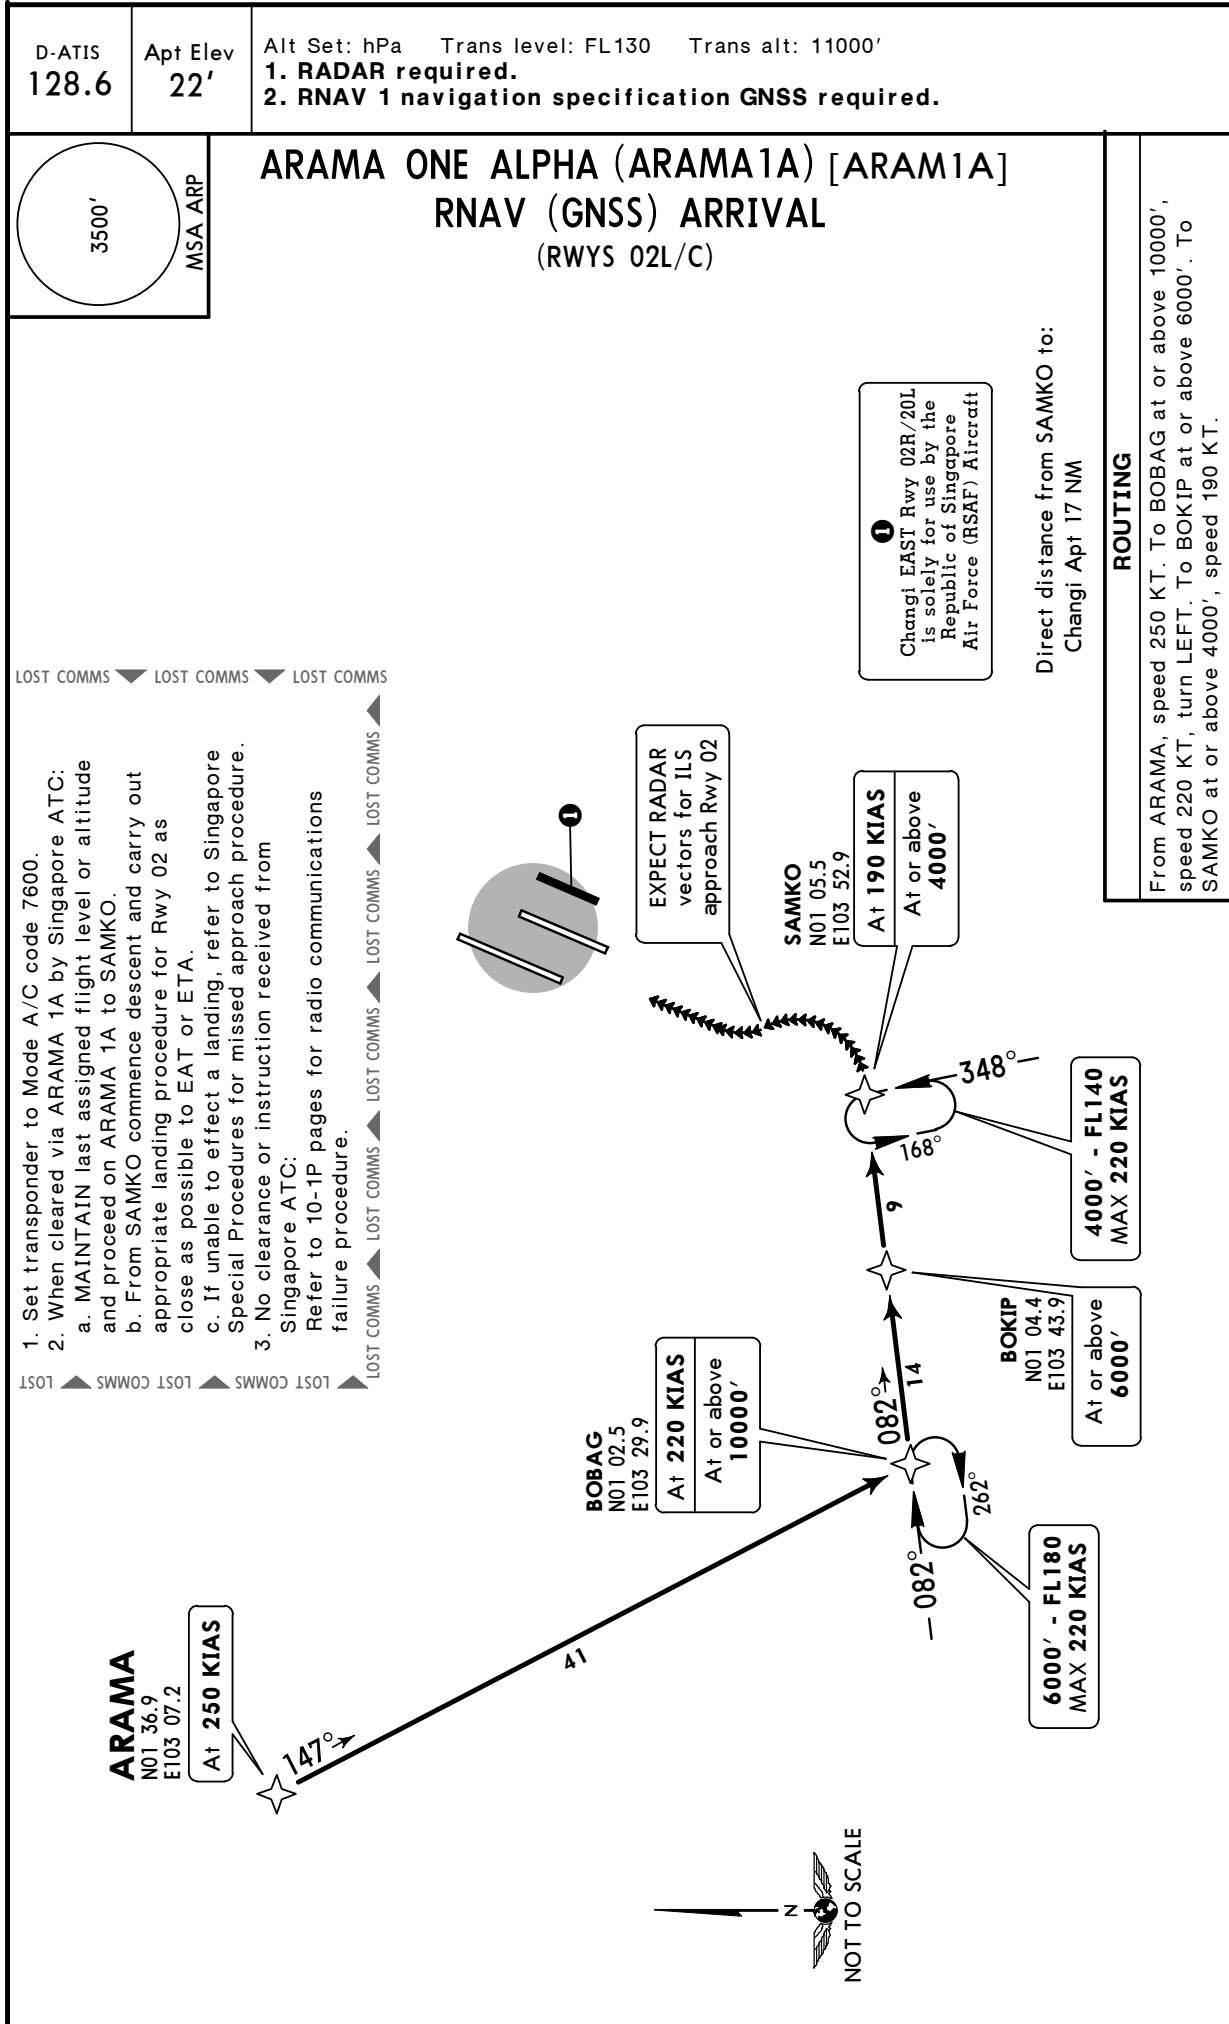 D-ATIS
128.6
Apt Elev
22'
Alt Set: hPa Trans level: FL130 Trans alt: 11000'
1. RADAR required.
2. RNAV 1 navigation specification GNSS required.
3500'
MSA ARP
ARAMA ONE ALPHA (ARAMA1A) [ARAM1A]
RNAV (GNSS) ARRIVAL
(RWYS 02L/C)
LOST COMMS LOST COMMS LOST COMMS
1. Set transponder to Mode A/C code 7600.
2. When cleared via ARAMA 1A by Singapore ATC:
a. MAINTAIN last assigned flight level or altitude
and proceed on ARAMA 1A to SAMKO.
b. From SAMKO commence descent and carry out
appropriate landing procedure for Rwy 02 as
close as possible to EAT or ETA.
c. If unable to effect a landing, refer to Singapore
Special Procedures for missed approach procedure.
3. No clearance or instruction received from
Singapore ATC:
Refer to 10-1P pages for radio communications
failure procedure.
LOST COMMS LOST COMMS LOST COMMS LOST COMMS LOST COMMS
LOST COMMS LOST COMMS LOST
1
Changi EAST Rwy 02R/20L
is solely for use by the
Republic of Singapore
Air Force (RSAF) Aircraft
Direct distance from SAMKO to:
Changi Apt 17 NM
1
EXPECT RADAR
vectors for ILS
approach Rwy 02
SAMKO
N01 05.5
E103 52.9
At 190 KIAS
At or above
4000'
348°
168°
4000' - FL140
MAX 220 KIAS
9
BOKIP
N01 04.4
E103 43.9
At or above
6000'
14
082°
BOBAG
N01 02.5
E103 29.9
At 220 KIAS
At or above
10000'
262°
082°
6000' - FL180
MAX 220 KIAS
41
147°
ARAMA
N01 36.9
E103 07.2
At 250 KIAS
N
NOT TO SCALE
ROUTING
From ARAMA, speed 250 KT. To BOBAG at or above 10000',
speed 220 KT, turn LEFT. To BOKIP at or above 6000'. To
SAMKO at or above 4000', speed 190 KT.